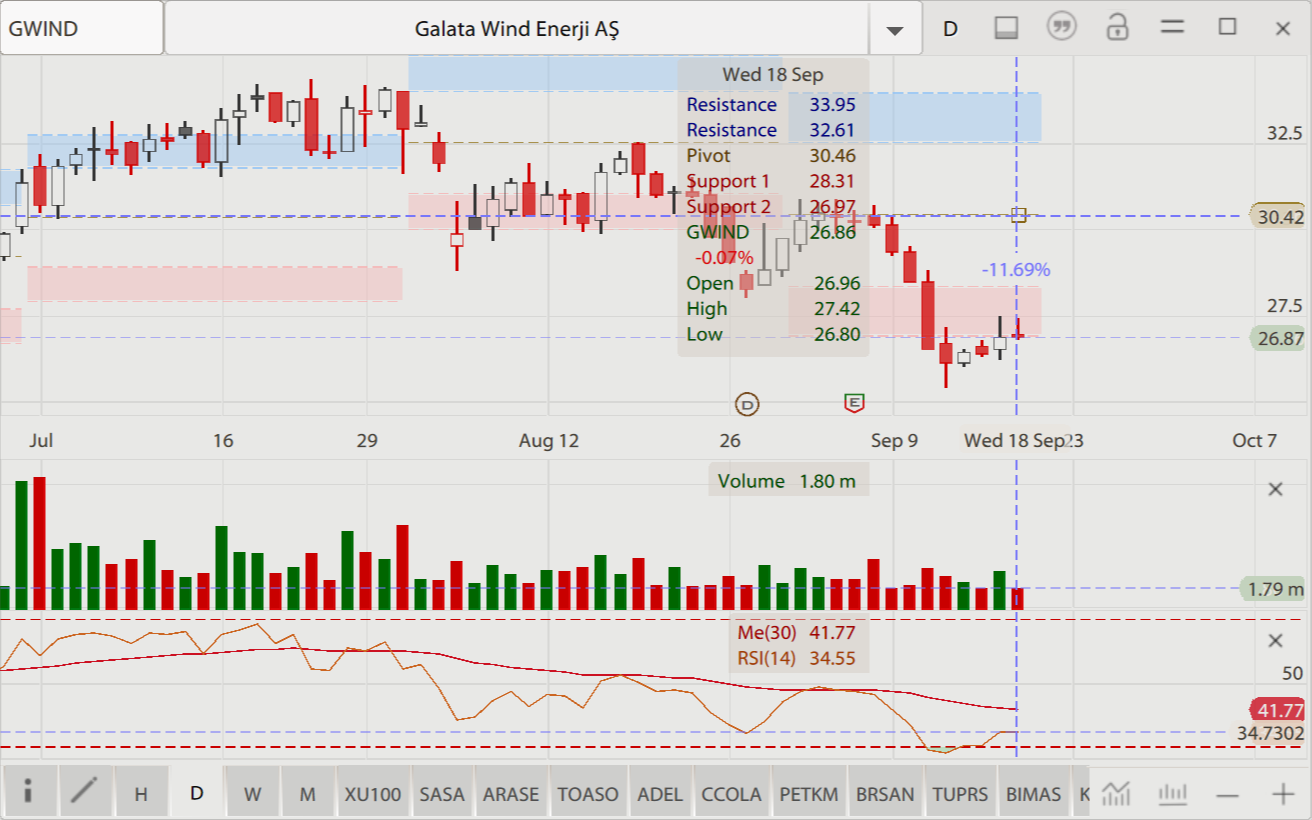 GWIND Galata Wind Enerji AŞ D
Wed 18 Sep
Resistance 33.95
Resistance 32.61
Pivot 30.46
Support 1 28.31
Support 2 26.97
GWIND 26.86
-0.07%
Open 26.96
High 27.42
Low 26.80
32.5
30.42
-11.69%
27.5
26.87
D E
Jul 16 29 Aug 12 26 Sep 9 Wed 18 Sep 23 Oct 7
Volume 1.80 m
1.79 m
Me(30) 41.77
RSI(14) 34.55
50
41.77
34.7302
H D W M XU100 SASA ARASE TOASO ADEL CCOLA PETKM BRSAN TUPRS BIMAS K